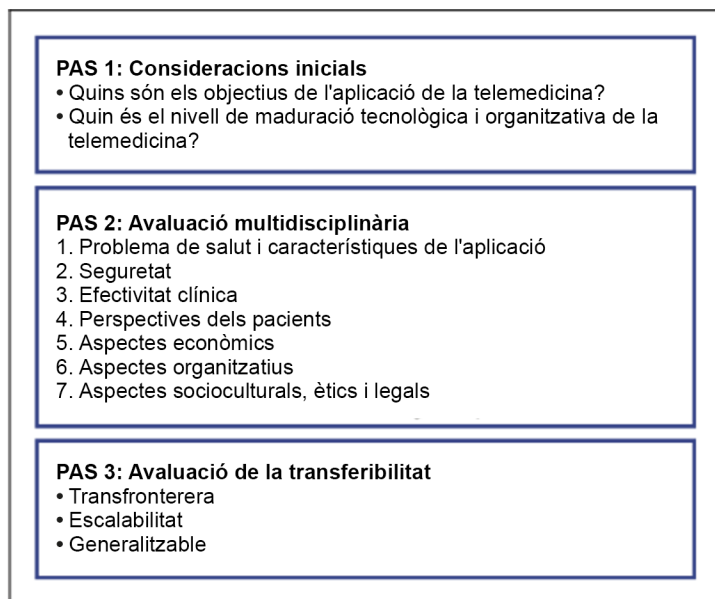 PAS 1: Consideracions inicials
• Quins són els objectius de l'aplicació de la telemedicina?
• Quin és el nivell de maduració tecnològica i organitzativa de la
telemedicina?
PAS 2: Avaluació multidisciplinària
1. Problema de salut i característiques de l'aplicació
2. Seguretat
3. Efectivitat clínica
4. Perspectives dels pacients
5. Aspectes econòmics
6. Aspectes organitzatius
7. Aspectes socioculturals, ètics i legals
PAS 3: Avaluació de la transferibilitat
• Transfronterera
• Escalabilitat
• Generalitzable